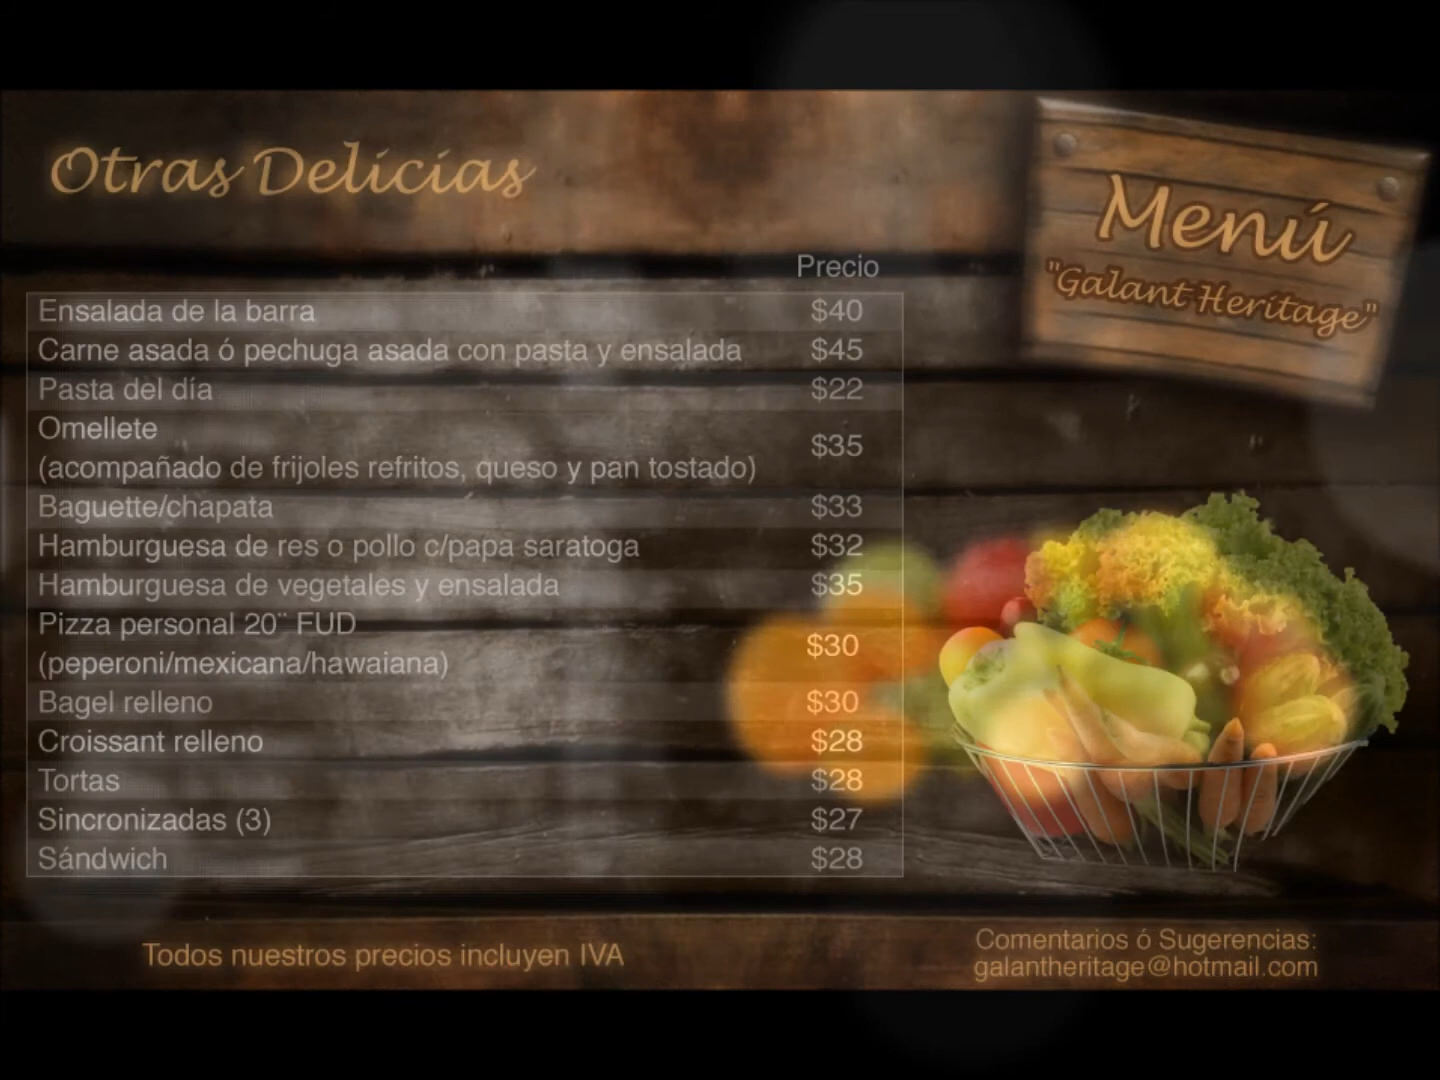 Otras Delicias
Menú
"Galant Heritage"
Precio
Ensalada de la barra $40
Carne asada ó pechuga asada con pasta y ensalada $45
Pasta del día $22
Omellete
(acompañado de frijoles refritos, queso y pan tostado) $35
Baguette/chapata $33
Hamburguesa de res o pollo c/papa saratoga $32
Hamburguesa de vegetales y ensalada $35
Pizza personal 20¨ FUD
(peperoni/mexicana/hawaiana) $30
Bagel relleno $30
Croissant relleno $28
Tortas $28
Sincronizadas (3) $27
Sándwich $28
Todos nuestros precios incluyen IVA
Comentarios ó Sugerencias:
galantheritage@hotmail.com